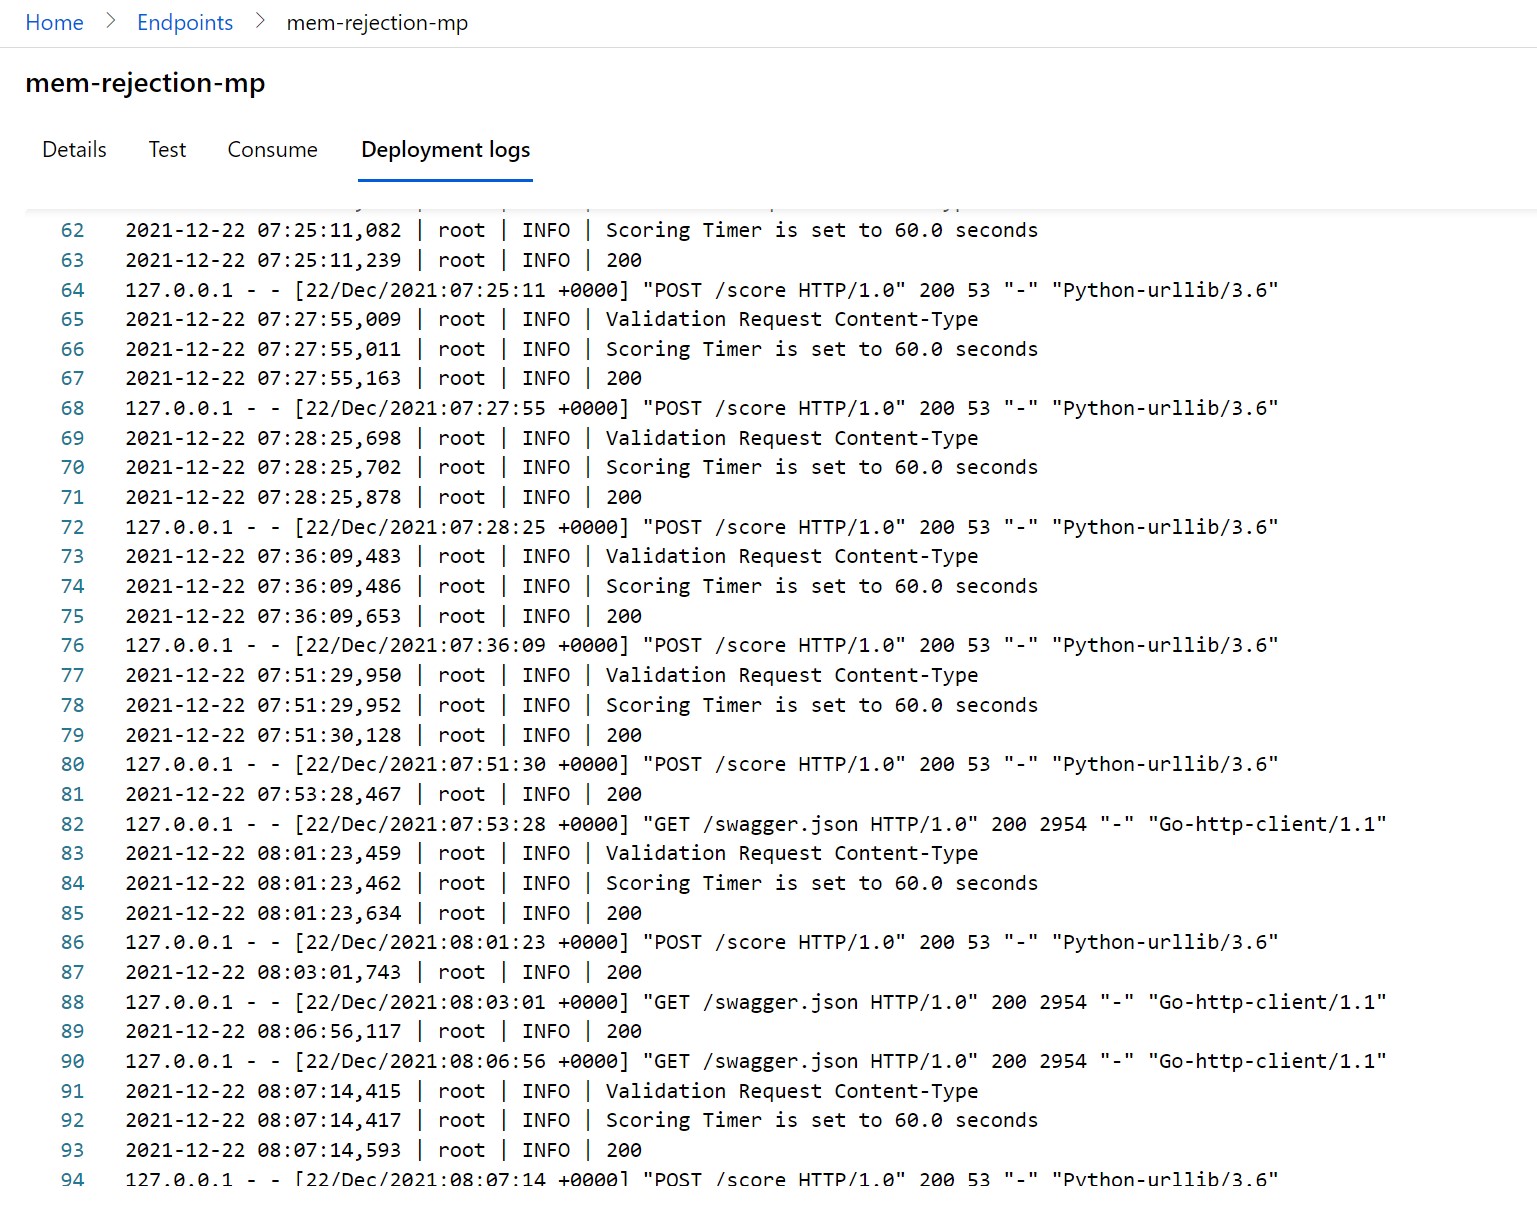 Home > Endpoints > mem-rejection-mp
mem-rejection-mp
Details Test Consume Deployment logs
62 2021-12-22 07:25:11,082 | root | INFO | Scoring Timer is set to 60.0 seconds
63 2021-12-22 07:25:11,239 | root | INFO | 200
64 127.0.0.1 - - [22/Dec/2021:07:25:11 +0000] "POST /score HTTP/1.0" 200 53 "-" "Python-urllib/3.6"
65 2021-12-22 07:27:55,009 | root | INFO | Validation Request Content-Type
66 2021-12-22 07:27:55,011 | root | INFO | Scoring Timer is set to 60.0 seconds
67 2021-12-22 07:27:55,163 | root | INFO | 200
68 127.0.0.1 - - [22/Dec/2021:07:27:55 +0000] "POST /score HTTP/1.0" 200 53 "-" "Python-urllib/3.6"
69 2021-12-22 07:28:25,698 | root | INFO | Validation Request Content-Type
70 2021-12-22 07:28:25,702 | root | INFO | Scoring Timer is set to 60.0 seconds
71 2021-12-22 07:28:25,878 | root | INFO | 200
72 127.0.0.1 - - [22/Dec/2021:07:28:25 +0000] "POST /score HTTP/1.0" 200 53 "-" "Python-urllib/3.6"
73 2021-12-22 07:36:09,483 | root | INFO | Validation Request Content-Type
74 2021-12-22 07:36:09,486 | root | INFO | Scoring Timer is set to 60.0 seconds
75 2021-12-22 07:36:09,653 | root | INFO | 200
76 127.0.0.1 - - [22/Dec/2021:07:36:09 +0000] "POST /score HTTP/1.0" 200 53 "-" "Python-urllib/3.6"
77 2021-12-22 07:51:29,950 | root | INFO | Validation Request Content-Type
78 2021-12-22 07:51:29,952 | root | INFO | Scoring Timer is set to 60.0 seconds
79 2021-12-22 07:51:30,128 | root | INFO | 200
80 127.0.0.1 - - [22/Dec/2021:07:51:30 +0000] "POST /score HTTP/1.0" 200 53 "-" "Python-urllib/3.6"
81 2021-12-22 07:53:28,467 | root | INFO | 200
82 127.0.0.1 - - [22/Dec/2021:07:53:28 +0000] "GET /swagger.json HTTP/1.0" 200 2954 "-" "Go-http-client/1.1"
83 2021-12-22 08:01:23,459 | root | INFO | Validation Request Content-Type
84 2021-12-22 08:01:23,462 | root | INFO | Scoring Timer is set to 60.0 seconds
85 2021-12-22 08:01:23,634 | root | INFO | 200
86 127.0.0.1 - - [22/Dec/2021:08:01:23 +0000] "POST /score HTTP/1.0" 200 53 "-" "Python-urllib/3.6"
87 2021-12-22 08:03:01,743 | root | INFO | 200
88 127.0.0.1 - - [22/Dec/2021:08:03:01 +0000] "GET /swagger.json HTTP/1.0" 200 2954 "-" "Go-http-client/1.1"
89 2021-12-22 08:06:56,117 | root | INFO | 200
90 127.0.0.1 - - [22/Dec/2021:08:06:56 +0000] "GET /swagger.json HTTP/1.0" 200 2954 "-" "Go-http-client/1.1"
91 2021-12-22 08:07:14,415 | root | INFO | Validation Request Content-Type
92 2021-12-22 08:07:14,417 | root | INFO | Scoring Timer is set to 60.0 seconds
93 2021-12-22 08:07:14,593 | root | INFO | 200
94 127.0.0.1 - - [22/Dec/2021:08:07:14 +0000] "POST /score HTTP/1.0" 200 53 "-" "Python-urllib/3.6"